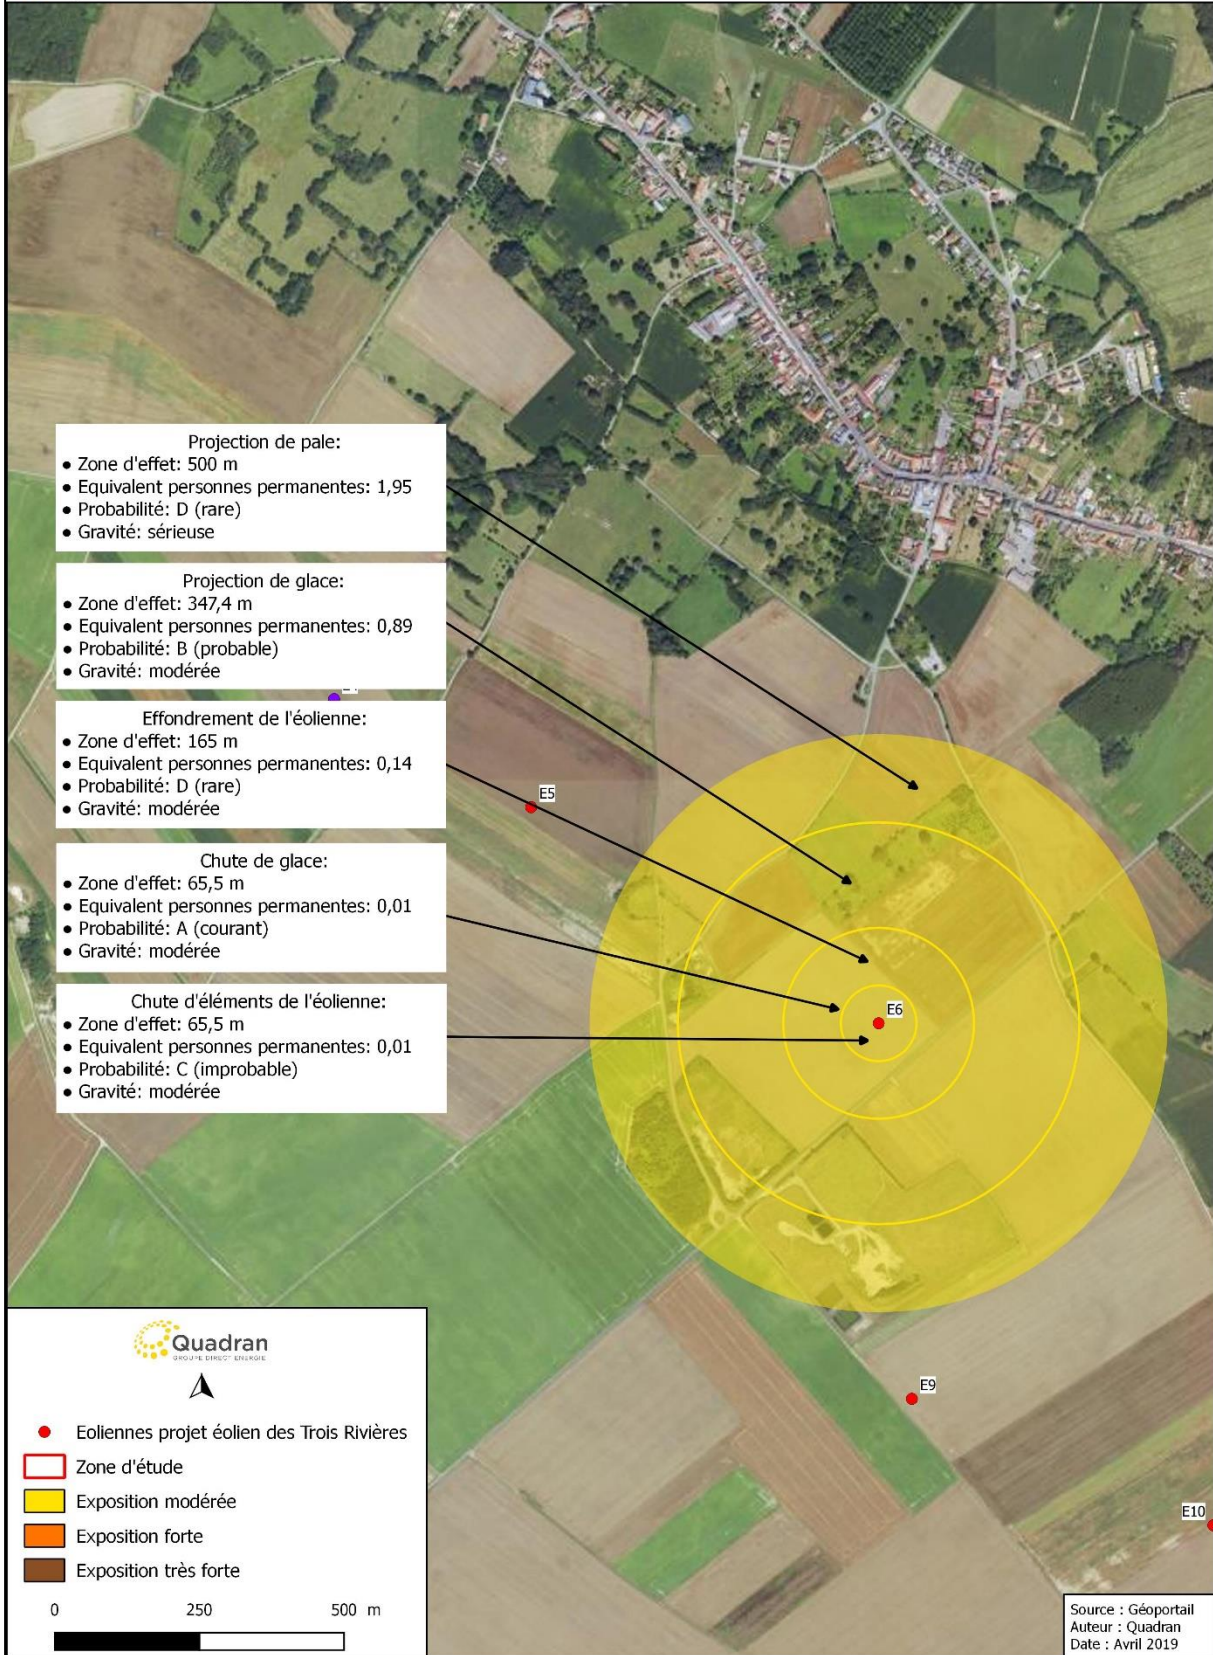 Projection de pale:
• Zone d'effet: 500 m
• Equivalent personnes permanentes: 1,95
• Probabilité: D (rare)
• Gravité: sérieuse
Projection de glace:
• Zone d'effet: 347,4 m
• Equivalent personnes permanentes: 0,89
• Probabilité: B (probable)
• Gravité: modérée
Effondrement de l'éolienne:
• Zone d'effet: 165 m
• Equivalent personnes permanentes: 0,14
• Probabilité: D (rare)
• Gravité: modérée
E5
Chute de glace:
• Zone d'effet: 65,5 m
• Equivalent personnes permanentes: 0,01
• Probabilité: A (courant)
• Gravité: modérée
Chute d'éléments de l'éolienne:
• Zone d'effet: 65,5 m
• Equivalent personnes permanentes: 0,01
• Probabilité: C (improbable)
• Gravité: modérée
E6
E9
E10
Quadran
GROUPE DIRECT ENERGIE
Eoliennes projet éolien des Trois Rivières
Zone d'étude
Exposition modérée
Exposition forte
Exposition très forte
0 250 500 m
Source : Géoportail
Auteur : Quadran
Date : Avril 2019